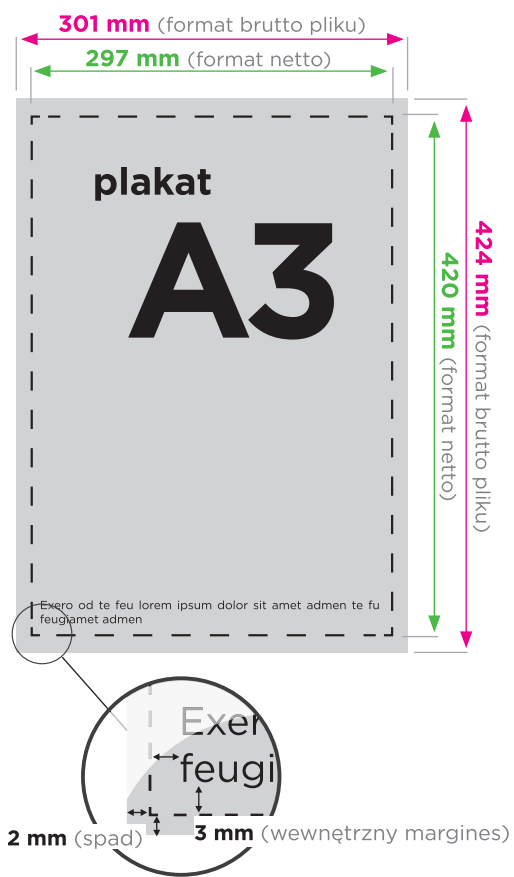 301 mm (format brutto pliku)
297 mm (format netto)
plakat
A3
424 mm (format brutto pliku)
420 mm (format netto)
Exero od te feu lorem ipsum dolor sit amet admen te fu
feugiamet admen
Exer
feugi
2 mm (spad)
3 mm (wewnętrzny margines)